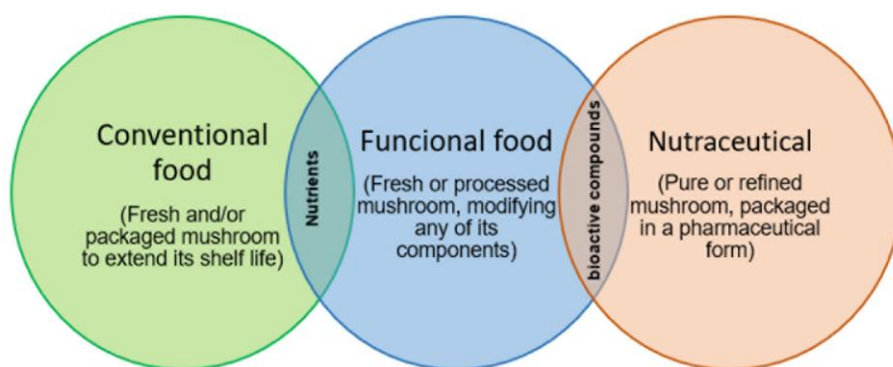 Conventional
food
(Fresh and/or
packaged mushroom
to extend its shelf life)
Nutrients
Funcional food
(Fresh or processed
mushroom, modifying
any of its
components)
bioactive compounds
Nutraceutical
(Pure or refined
mushroom, packaged
in a pharmaceutical
form)